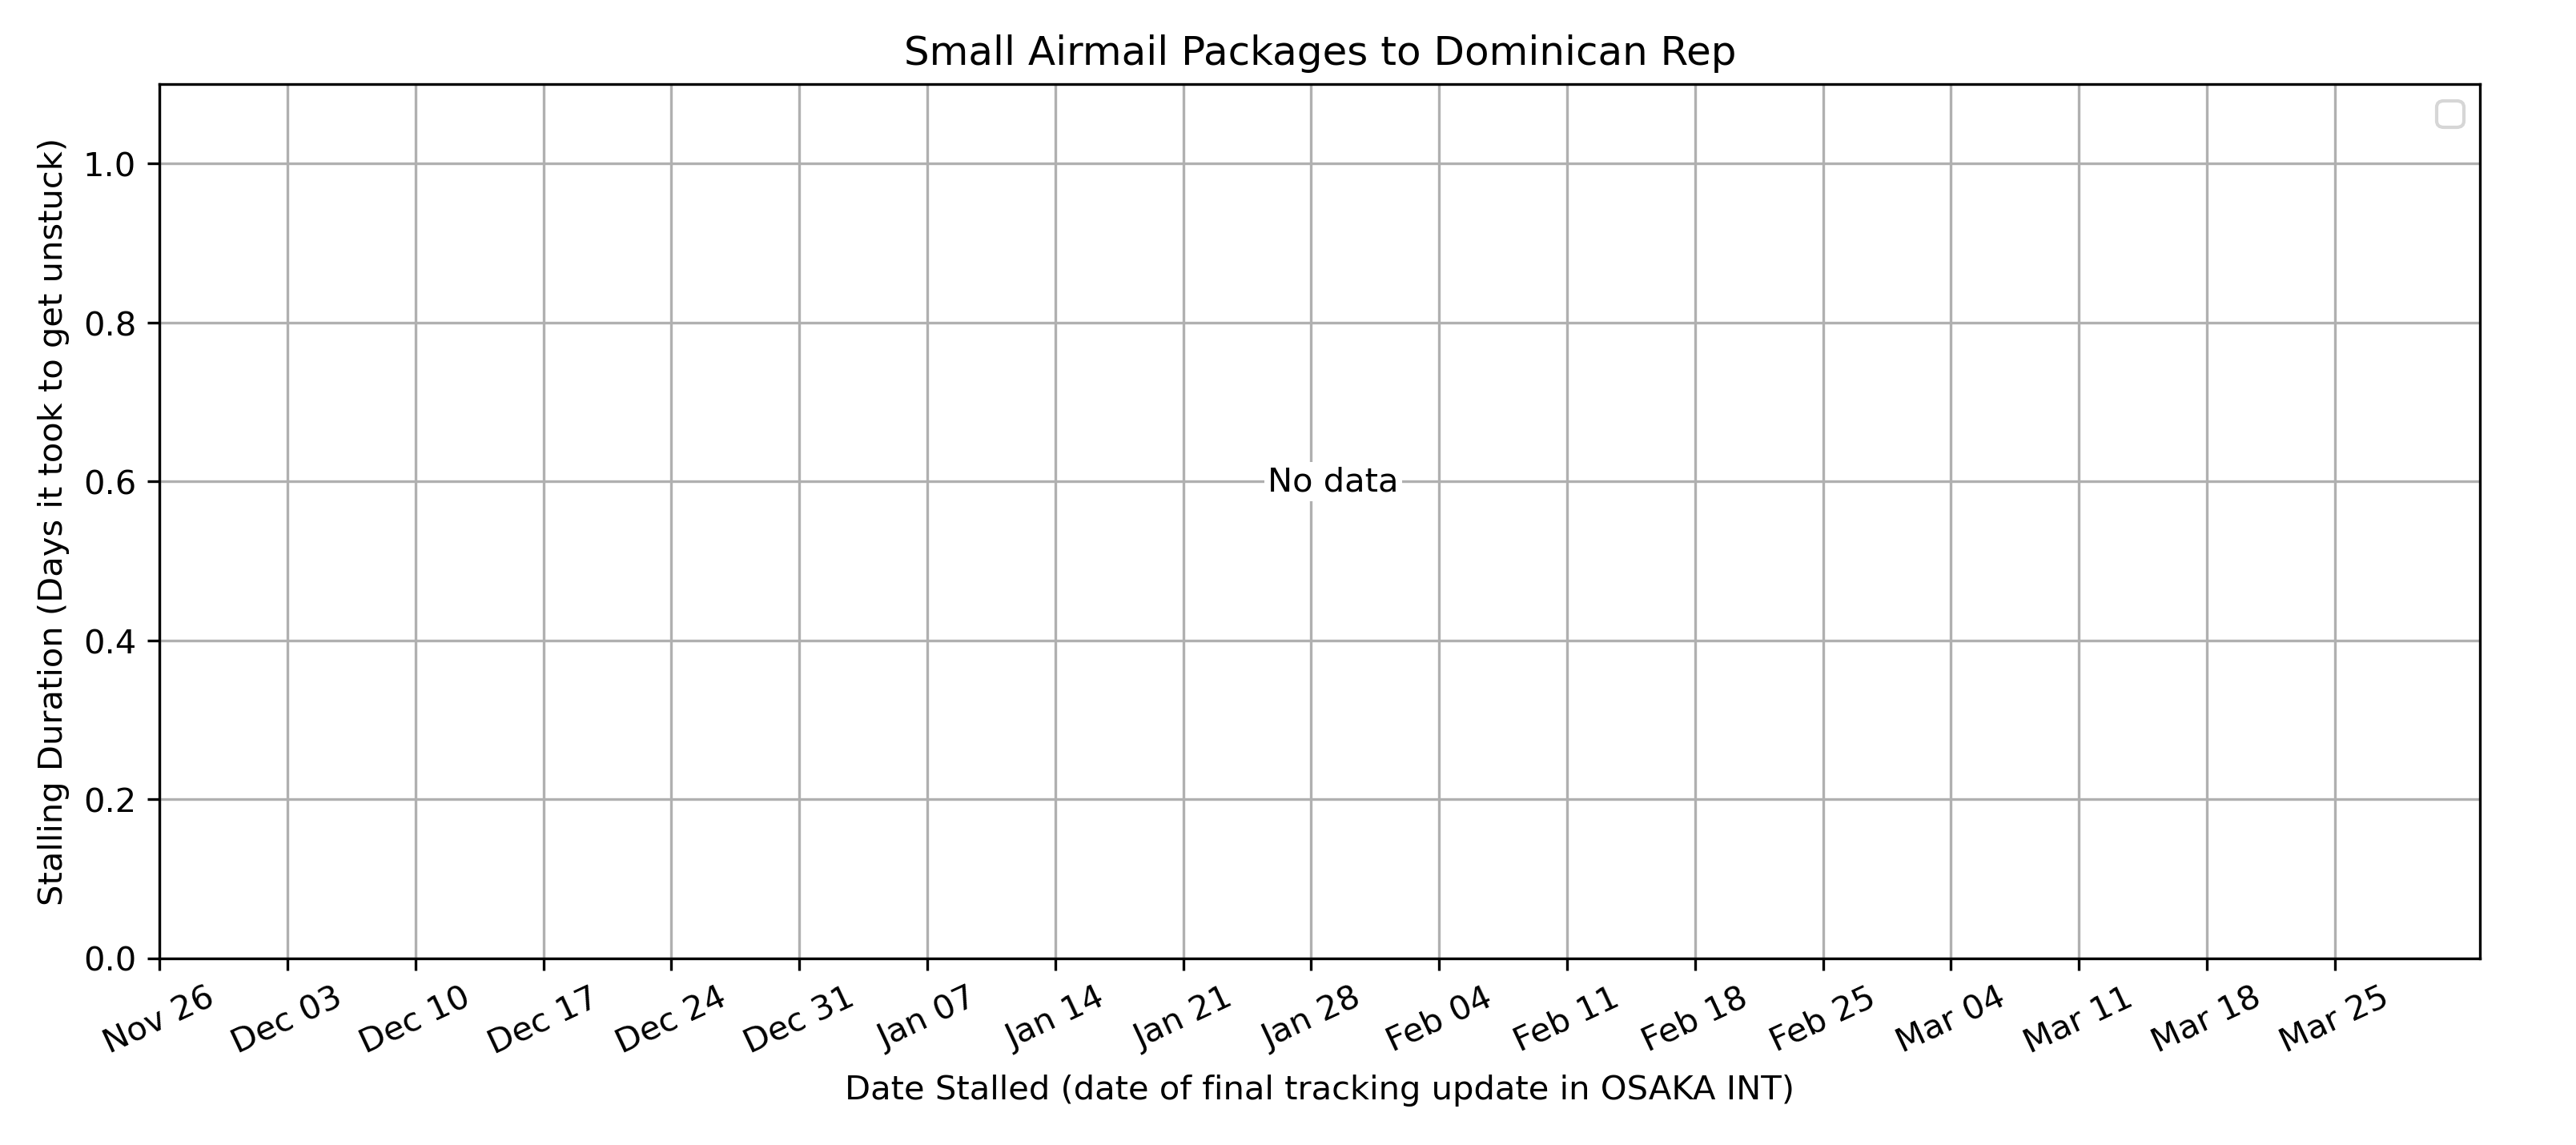 Small Airmail Packages to Dominican Rep
Stalling Duration (Days it took to get unstuck)
1.0
0.8
0.6
0.4
0.2
0.0
No data
Nov 26 Dec 03 Dec 10 Dec 17 Dec 24 Dec 31 Jan 07 Jan 14 Jan 21 Jan 28 Feb 04 Feb 11 Feb 18 Feb 25 Mar 04 Mar 11 Mar 18 Mar 25
Date Stalled (date of final tracking update in OSAKA INT)